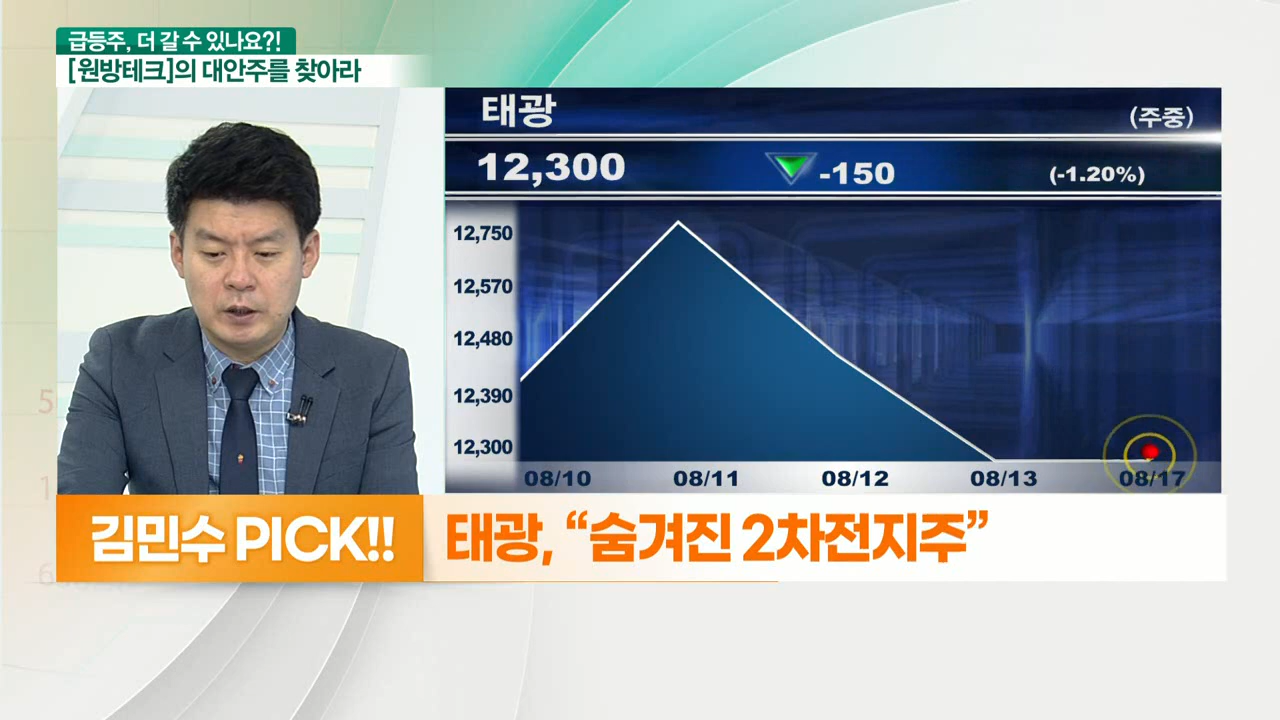 급등주, 더 갈 수 있나요?!
[원방테크]의 대안주를 찾아라
태광
(주중)
12,300
-150
(-1.20%)
12,750
12,570
12,480
12,390
12,300
08/10
08/11
08/12
08/13
08/17
김민수 PICK!!
태광, “숨겨진 2차전지주”